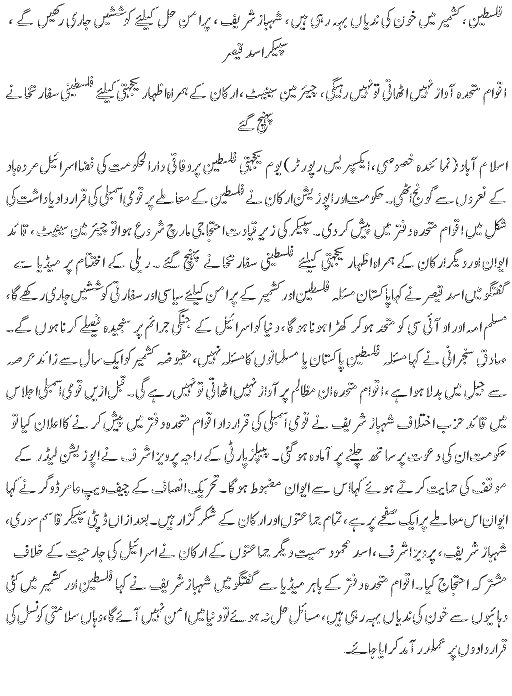 فلسطین، کشمیر میں خون کی ندیاں بہہ رہی ہیں، شہباز شریف، پرامن حل کیلئے کوششیں جاری رکھیں گے،
سپیکر اسد قیصر
اقوام متحدہ آواز نہیں اٹھاتی تو نہیں رہیگی، چیئرمین سینیٹ، ارکان کے ہمراہ اظہار یکجہتی کیلئے فلسطینی سفارتخانے
پہنچ گئے
اسلام آباد (نمائندہ خصوصی، ایکسپریس رپورٹر) یوم یکجہتی فلسطین پر وفاقی دارالحکومت کی فضا اسرائیل مردہ باد
کے نعروں سے گونج اٹھی۔ حکومت اور اپوزیشن ارکان نے فلسطین کے معاملے پر قومی اسمبلی کی قرارداد یادداشت کی
شکل میں اقوام متحدہ دفتر میں پیش کر دی۔ سپیکر کی زیر قیادت احتجاجی مارچ شروع ہوا تو چیئرمین سینیٹ، قائد
ایوان اور دیگر ارکان کے ہمراہ اظہار یکجہتی کیلئے فلسطینی سفارتخانے پہنچ گئے۔ ریلی کے اختتام پر میڈیا سے
گفتگو میں اسد قیصر نے کہا پاکستان مسئلہ فلسطین اور کشمیر کے پرامن کیلئے سیاسی اور سفارتی کوششیں جاری رکھے گا،
مسلم امہ اور او آئی سی کو متحد ہو کر کھڑا ہونا ہو گا، دنیا کو اسرائیل کے جنگی جرائم پر سنجیدہ فیصلے کرنا ہوں گے۔
صادق سنجرانی نے کہا مسئلہ فلسطین پاکستان یا مسلمانوں کا مسئلہ نہیں، مقبوضہ کشمیر کو ایک سال سے زائد عرصہ
سے جیل میں بدلا ہوا ہے، اقوام متحدہ ان مظالم پر آواز نہیں اٹھاتی تو نہیں رہے گی۔ قبل ازیں قومی اسمبلی اجلاس
میں قائد حزب اختلاف شہباز شریف نے قومی اسمبلی کی قرارداد اقوام متحدہ دفتر میں پیش کرنے کا اعلان کیا تو
حکومت ان کی دعوت پر ساتھ چلنے پر آمادہ ہو گئی۔ پیپلز پارٹی کے راجہ پرویز اشرف نے اپوزیشن لیڈر کے
موقف کی حمایت کرتے ہوئے کہا اس سے ایوان مضبوط ہو گا۔ تحریک انصاف کے چیف وہیپ عامر ڈوگر نے کہا
ایوان اس معاملے پر ایک صفحے پر ہے، تمام جماعتوں اور ارکان کے شکر گزار ہیں۔ بعد ازاں ڈپٹی سپیکر قاسم سوری،
شہباز شریف، پرویز اشرف، اسد محمود سمیت دیگر جماعتوں کے ارکان نے اسرائیل کی جارحیت کے خلاف
مشترکہ احتجاج کیا۔ اقوام متحدہ دفتر کے باہر میڈیا سے گفتگو میں شہباز شریف نے کہا فلسطین اور کشمیر میں کئی
دہائیوں سے خون کی ندیاں بہہ رہی ہیں، مسائل حل نہ ہوئے تو دنیا میں امن نہیں آئے گا، وہاں سلامتی کونسل کی
قراردادوں پر عملدرآمد کرایا جائے۔